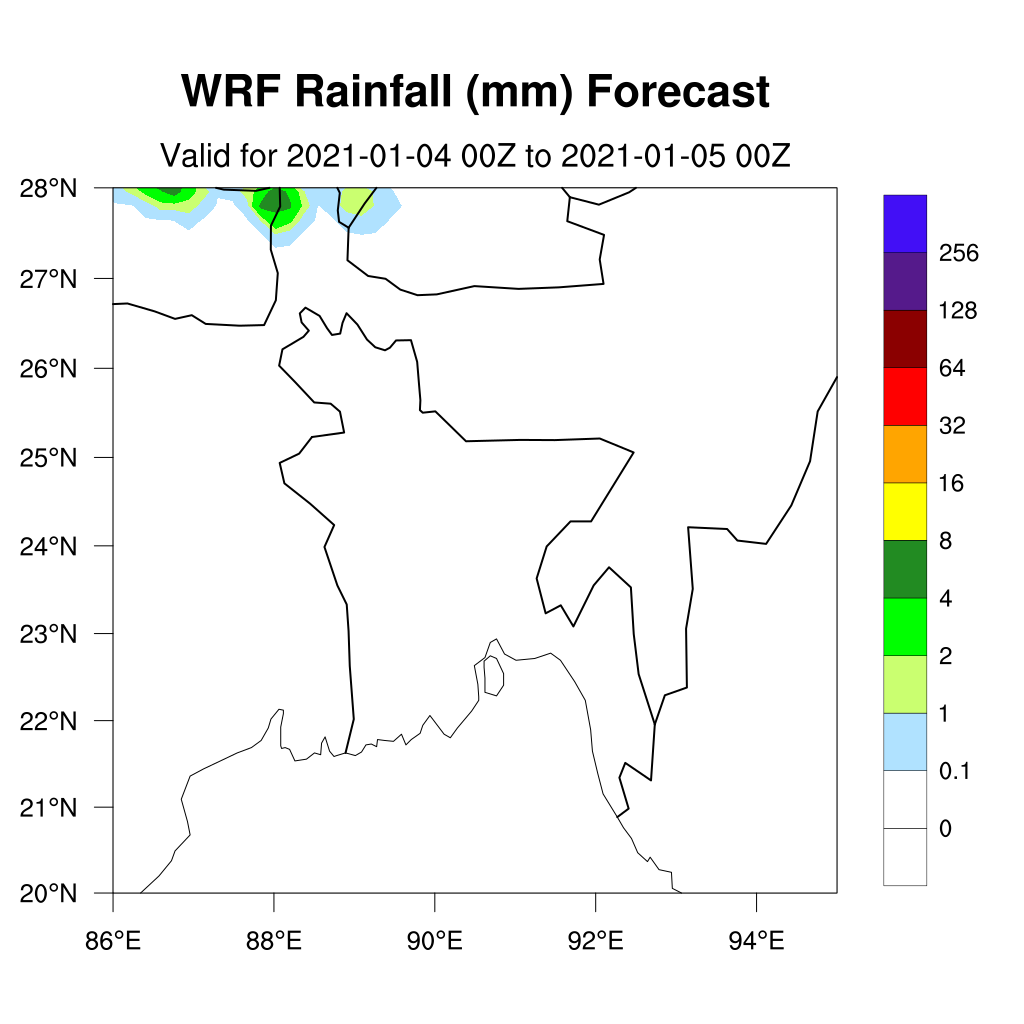 WRF Rainfall (mm) Forecast
Valid for 2021-01-04 00Z to 2021-01-05 00Z
28°N
27°N
26°N
25°N
24°N
23°N
22°N
21°N
20°N
86°E 88°E 90°E 92°E 94°E
256
128
64
32
16
8
4
2
1
0.1
0